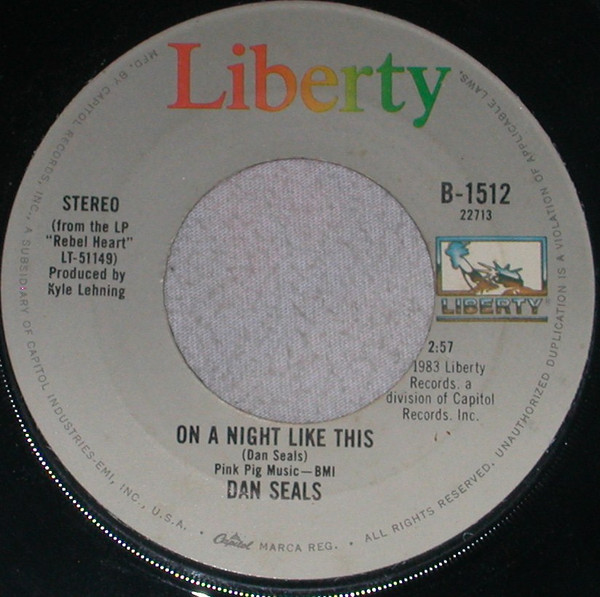 Liberty
STEREO
(from the LP
"Rebel Heart"
LT-51149)
Produced by
Kyle Lehning
B-1512
22713
LIBERTY
2:57
1983 Liberty
Records, a
division of Capitol
Records, Inc.
ON A NIGHT LIKE THIS
(Dan Seals)
Pink Pig Music—BMI
DAN SEALS
MFD. BY CAPITOL RECORDS, INC., A SUBSIDIARY OF CAPITOL INDUSTRIES-EMI, INC., U.S.A. • Capitol MARCA REG. • ALL RIGHTS RESERVED. UNAUTHORIZED DUPLICATION IS A VIOLATION OF APPLICABLE LAWS.